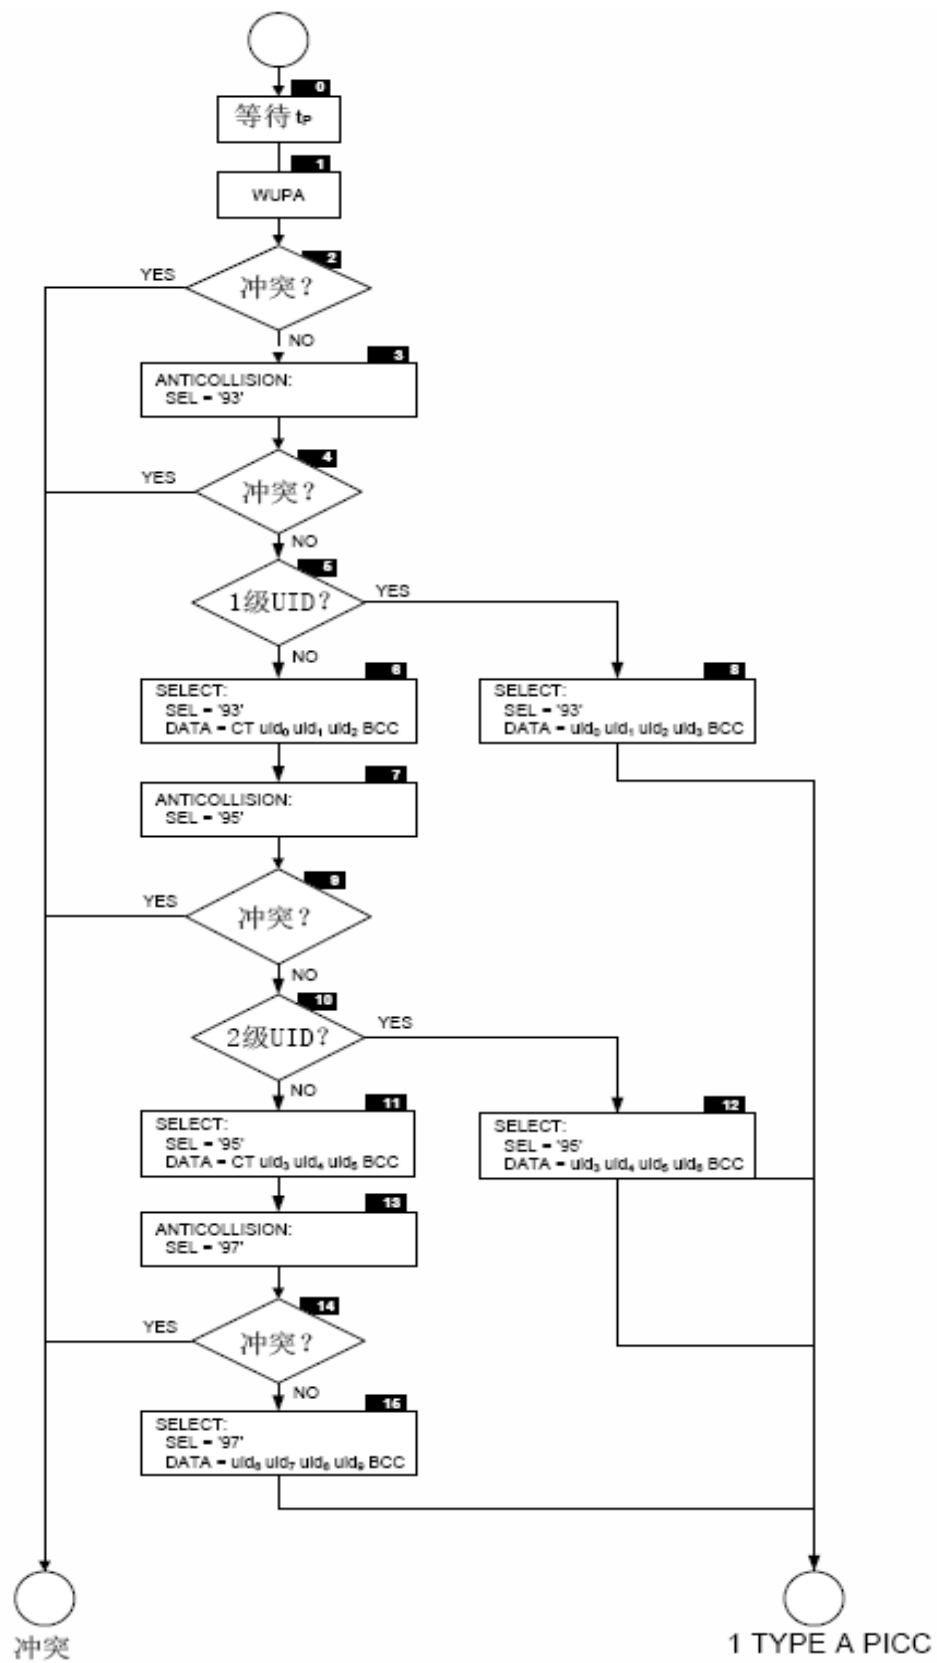 0
等待 tP
1
WUPA
2
冲突？
YES
NO
3
ANTICOLLISION:
SEL = '93'
4
冲突？
YES
NO
5
1级UID？
YES
NO
6
SELECT:
SEL = '93'
DATA = CT uid0 uid1 uid2 BCC
8
SELECT:
SEL = '93'
DATA = uid0 uid1 uid2 uid3 BCC
7
ANTICOLLISION:
SEL = '95'
9
冲突？
YES
NO
10
2级UID？
YES
NO
11
SELECT:
SEL = '95'
DATA = CT uid3 uid4 uid5 BCC
12
SELECT:
SEL = '95'
DATA = uid3 uid4 uid5 uid6 BCC
13
ANTICOLLISION:
SEL = '97'
14
冲突？
YES
NO
15
SELECT:
SEL = '97'
DATA = uid6 uid7 uid8 uid9 BCC
冲突
1 TYPE A PICC